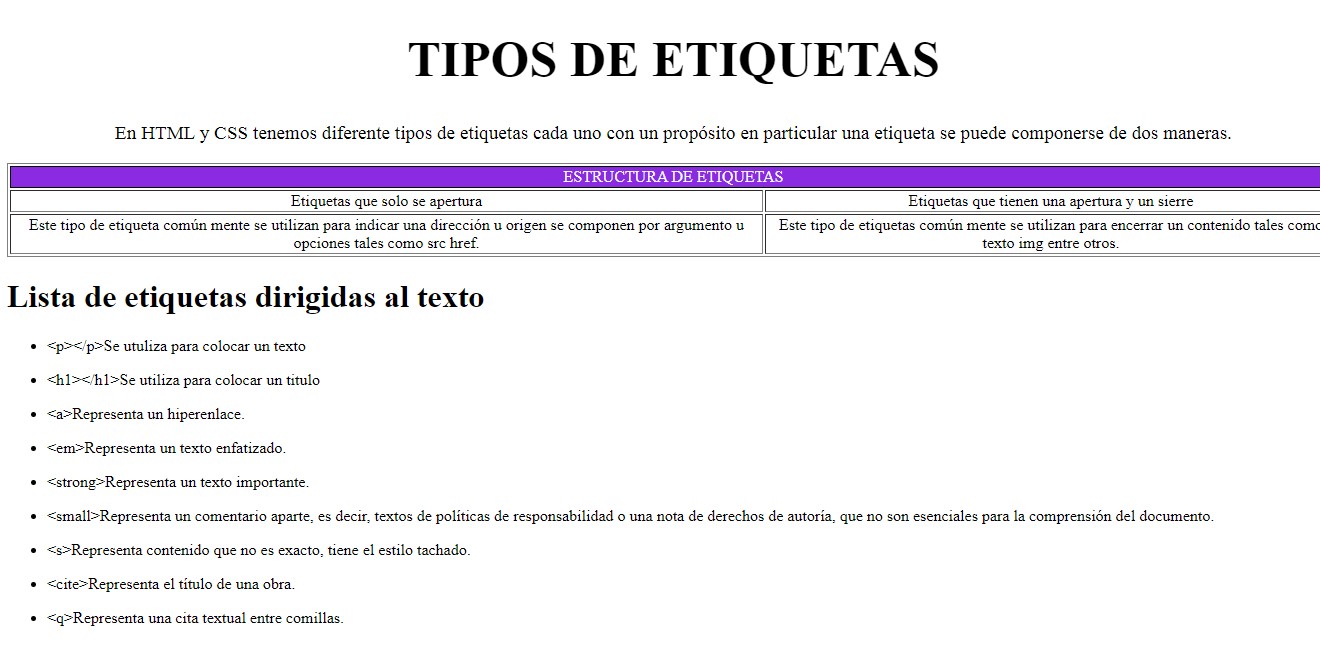 TIPOS DE ETIQUETAS
En HTML y CSS tenemos diferente tipos de etiquetas cada uno con un propósito en particular una etiqueta se puede componerse de dos maneras.
ESTRUCTURA DE ETIQUETAS
Etiquetas que solo se apertura
Etiquetas que tienen una apertura y un sierre
Este tipo de etiqueta común mente se utilizan para indicar una dirección u origen se componen por argumento u
opciones tales como src href.
Este tipo de etiquetas común mente se utilizan para encerrar un contenido tales como
texto img entre otros.
Lista de etiquetas dirigidas al texto
• <p></p>Se utuliza para colocar un texto
• <h1></h1>Se utiliza para colocar un titulo
• <a>Representa un hiperenlace.
• <em>Representa un texto enfatizado.
• <strong>Representa un texto importante.
• <small>Representa un comentario aparte, es decir, textos de políticas de responsabilidad o una nota de derechos de autoría, que no son esenciales para la comprensión del documento.
• <s>Representa contenido que no es exacto, tiene el estilo tachado.
• <cite>Representa el título de una obra.
• <q>Representa una cita textual entre comillas.